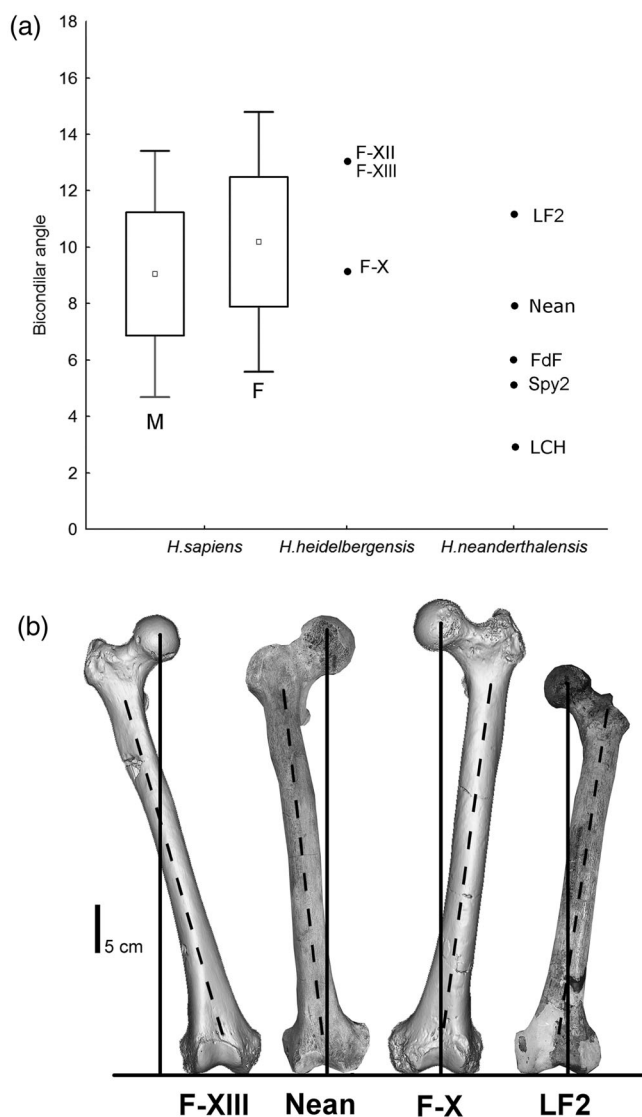 (a)
18
16
14
12
10
8
6
4
2
0
Bicondilar angle
M
F
F-XII
F-XIII
F-X
LF2
Nean
FdF
Spy2
LCH
H.sapiens H.heidelbergensis H.neanderthalensis
(b)
5 cm
F-XIII Nean F-X LF2